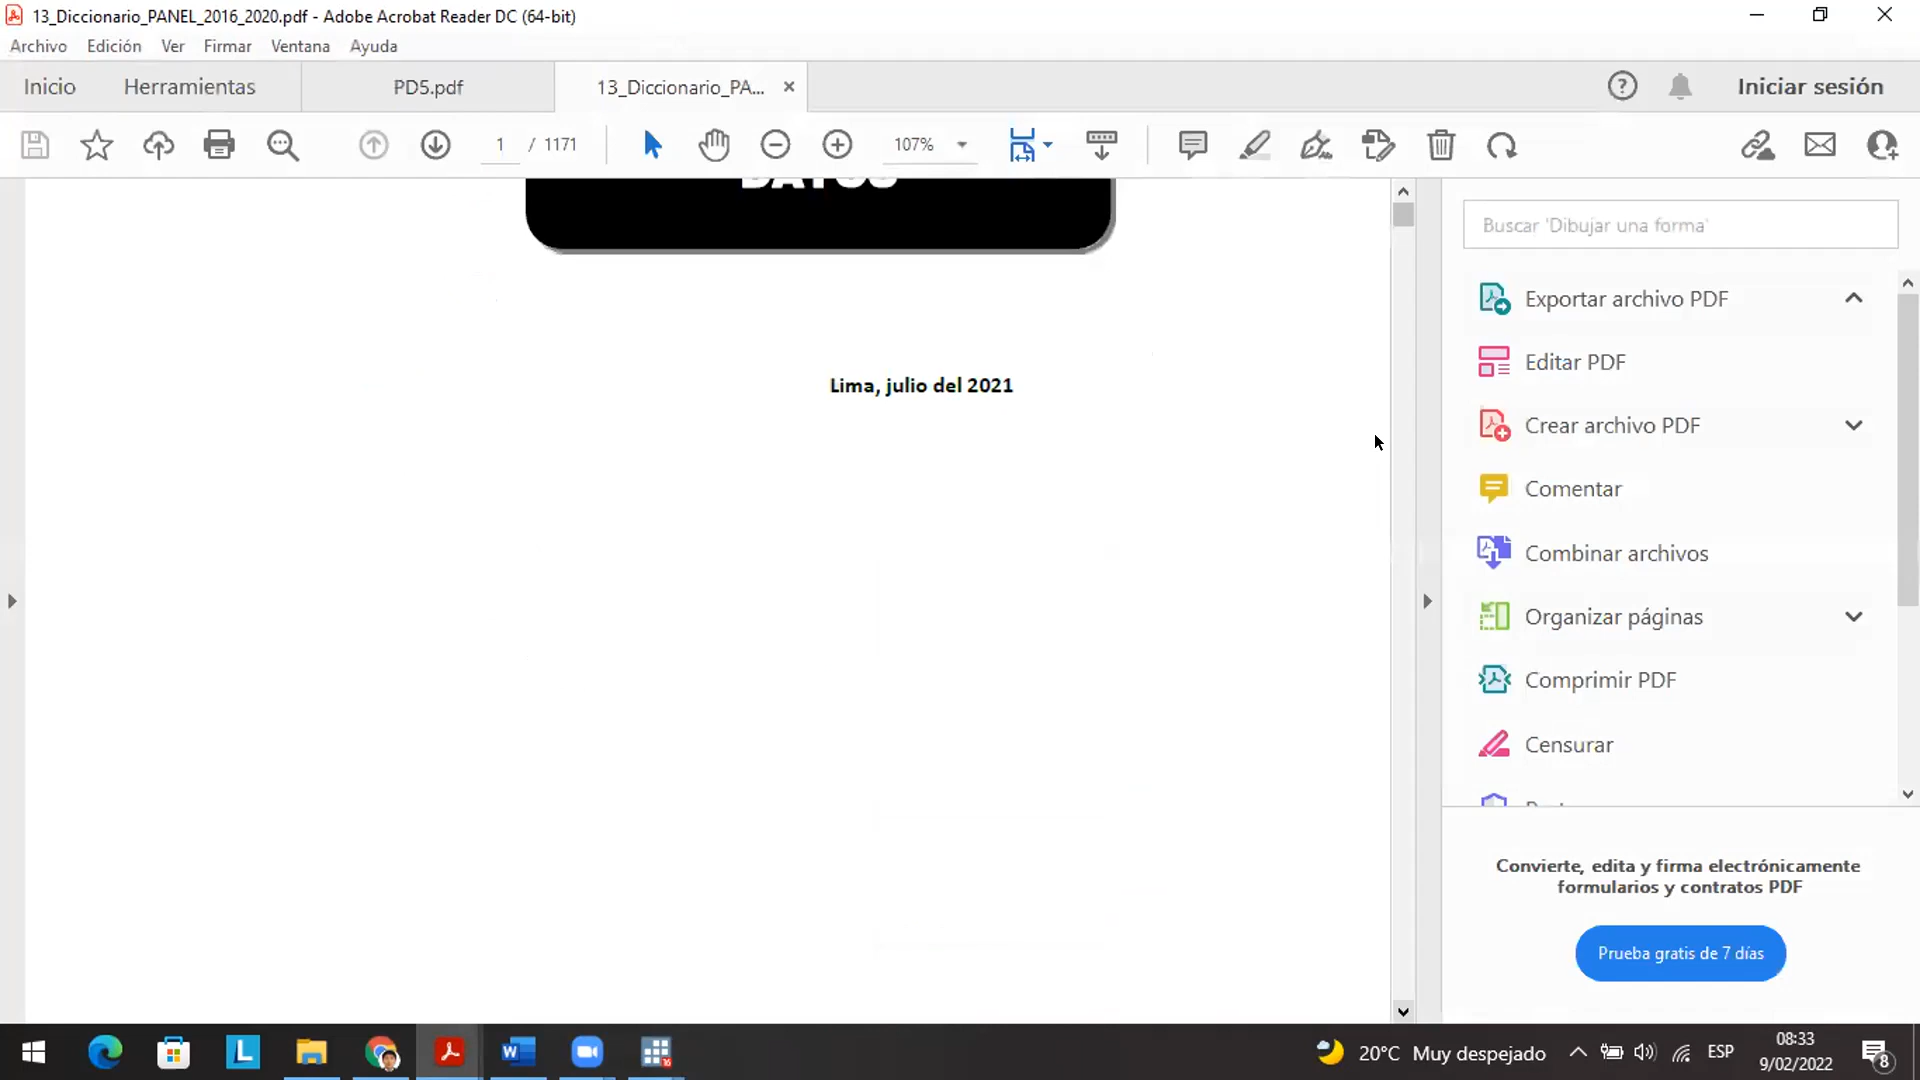 13_Diccionario_PANEL_2016_2020.pdf - Adobe Acrobat Reader DC (64-bit)
Archivo Edición Ver Firmar Ventana Ayuda
Inicio Herramientas PD5.pdf 13_Diccionario_PA... Iniciar sesión
1 / 1171 107%
DATOS
Buscar 'Dibujar una forma'
Exportar archivo PDF
Editar PDF
Lima, julio del 2021
Crear archivo PDF
Comentar
Combinar archivos
Organizar páginas
Comprimir PDF
Censurar
Convierte, edita y firma electrónicamente
formularios y contratos PDF
Prueba gratis de 7 días
20°C Muy despejado ESP 08:33
9/02/2022
8